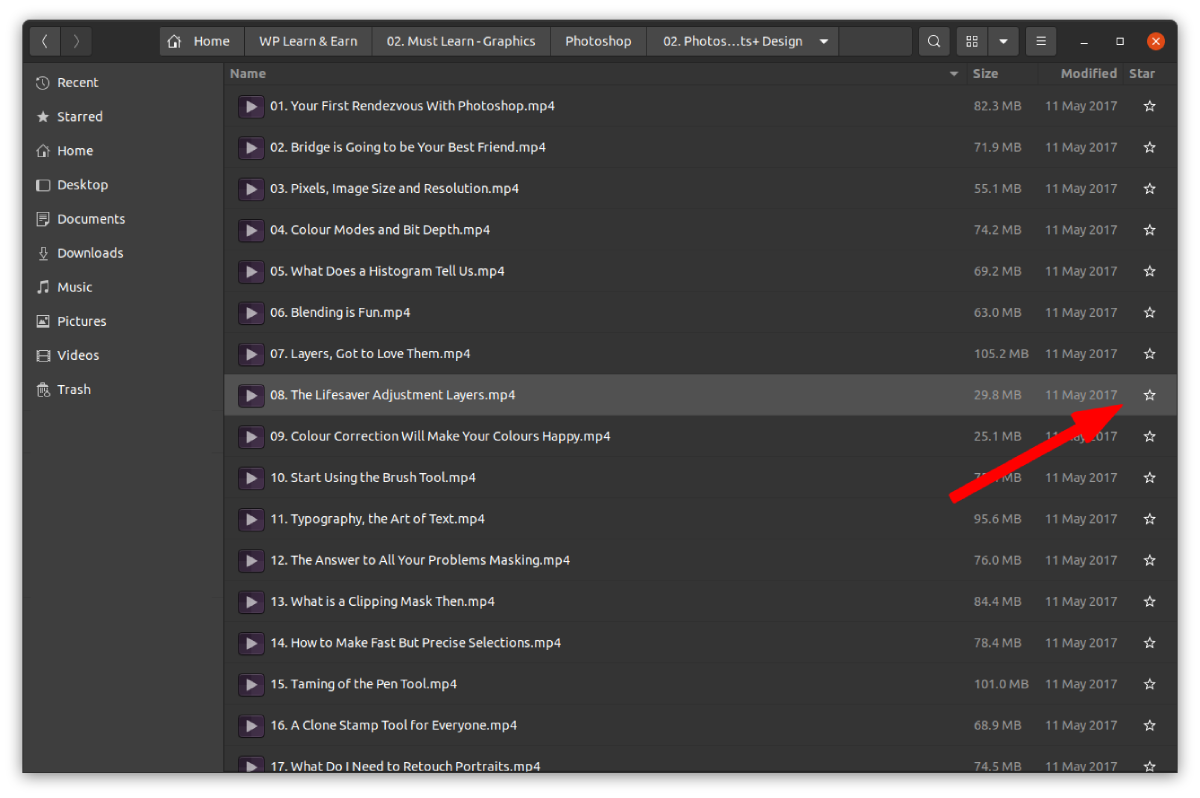 Home WP Learn & Earn 02. Must Learn - Graphics Photoshop 02. Photos…ts+ Design
Recent
Starred
Home
Desktop
Documents
Downloads
Music
Pictures
Videos
Trash
Name Size Modified Star
01. Your First Rendezvous With Photoshop.mp4 82.3 MB 11 May 2017
02. Bridge is Going to be Your Best Friend.mp4 71.9 MB 11 May 2017
03. Pixels, Image Size and Resolution.mp4 55.1 MB 11 May 2017
04. Colour Modes and Bit Depth.mp4 74.2 MB 11 May 2017
05. What Does a Histogram Tell Us.mp4 69.2 MB 11 May 2017
06. Blending is Fun.mp4 63.0 MB 11 May 2017
07. Layers, Got to Love Them.mp4 105.2 MB 11 May 2017
08. The Lifesaver Adjustment Layers.mp4 29.8 MB 11 May 2017
09. Colour Correction Will Make Your Colours Happy.mp4 25.1 MB 11 2017
10. Start Using the Brush Tool.mp4 MB 11 May 2017
11. Typography, the Art of Text.mp4 95.6 MB 11 May 2017
12. The Answer to All Your Problems Masking.mp4 76.0 MB 11 May 2017
13. What is a Clipping Mask Then.mp4 84.4 MB 11 May 2017
14. How to Make Fast But Precise Selections.mp4 78.4 MB 11 May 2017
15. Taming of the Pen Tool.mp4 101.0 MB 11 May 2017
16. A Clone Stamp Tool for Everyone.mp4 68.9 MB 11 May 2017
17. What Do I Need to Retouch Portraits.mp4 74.5 MB 11 May 2017